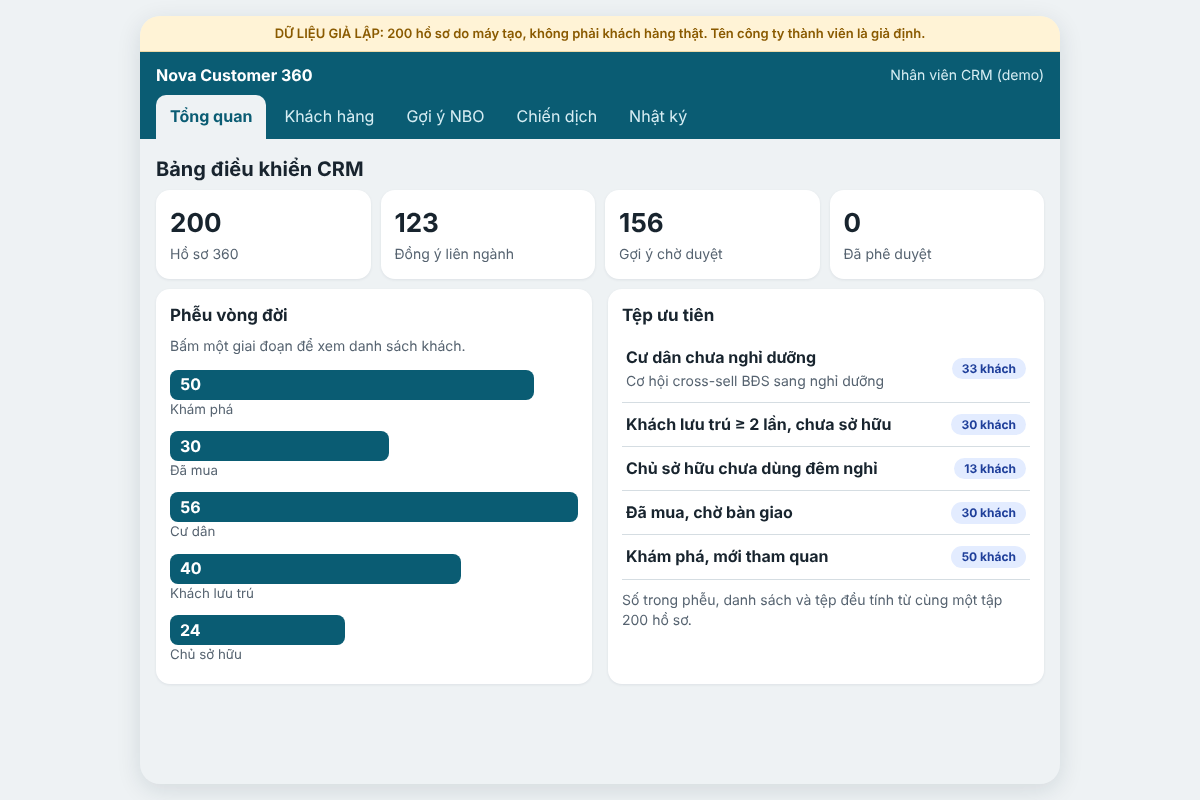 DỮ LIỆU GIẢ LẬP: 200 hồ sơ do máy tạo, không phải khách hàng thật. Tên công ty thành viên là giả định.
Nova Customer 360
Nhân viên CRM (demo)
Tổng quan
Khách hàng
Gợi ý NBO
Chiến dịch
Nhật ký
Bảng điều khiển CRM
200
Hồ sơ 360
123
Đồng ý liên ngành
156
Gợi ý chờ duyệt
0
Đã phê duyệt
Phễu vòng đời
Bấm một giai đoạn để xem danh sách khách.
50
Khám phá
30
Đã mua
56
Cư dân
40
Khách lưu trú
24
Chủ sở hữu
Tệp ưu tiên
Cư dân chưa nghỉ dưỡng
Cơ hội cross-sell BĐS sang nghỉ dưỡng
33 khách
Khách lưu trú ≥ 2 lần, chưa sở hữu
30 khách
Chủ sở hữu chưa dùng đêm nghỉ
13 khách
Đã mua, chờ bàn giao
30 khách
Khám phá, mới tham quan
50 khách
Số trong phễu, danh sách và tệp đều tính từ cùng một tập
200 hồ sơ.